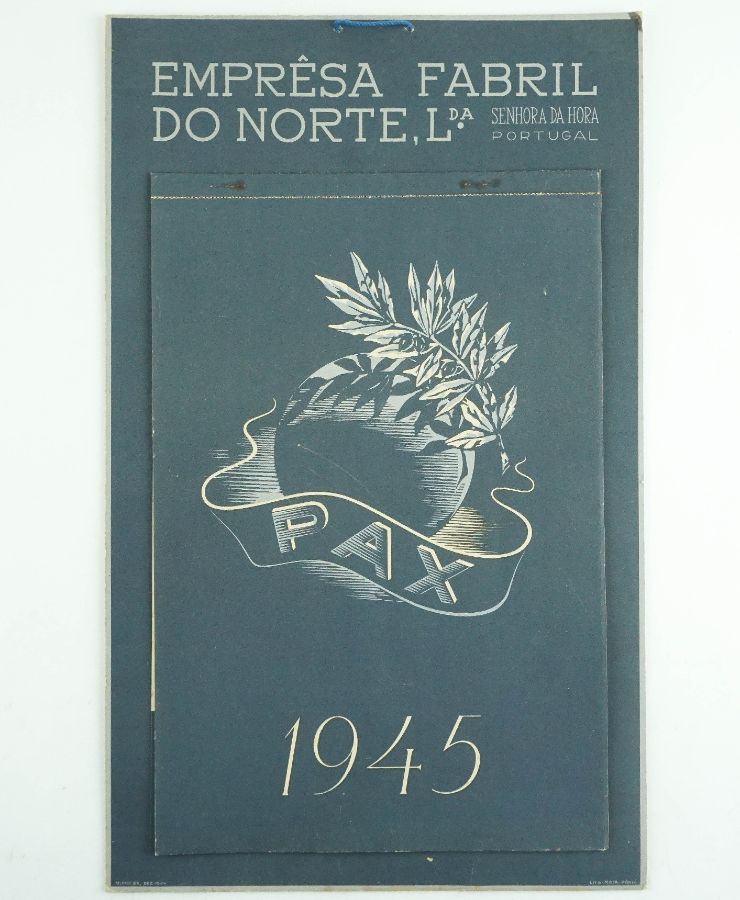 EMPRÊSA FABRIL
DO NORTE, L.DA SENHORA DA HORA
PORTUGAL
PAX
1945